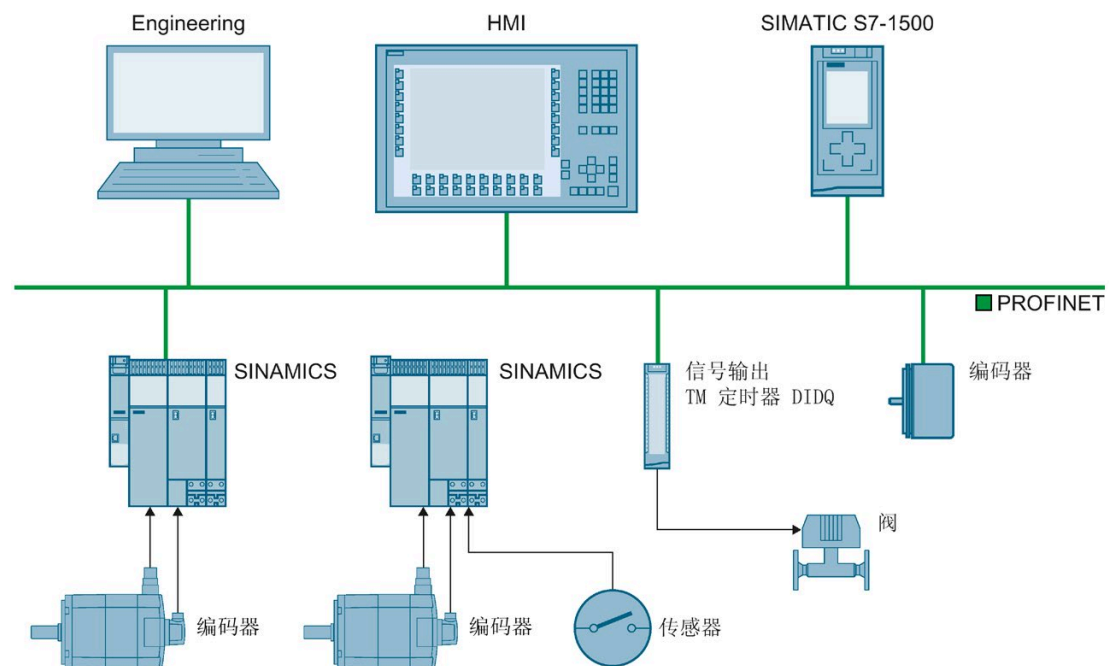 Engineering
HMI
SIMATIC S7-1500
PROFINET
SINAMICS
SINAMICS
信号输出
TM 定时器 DIDQ
编码器
阀
编码器
编码器
传感器